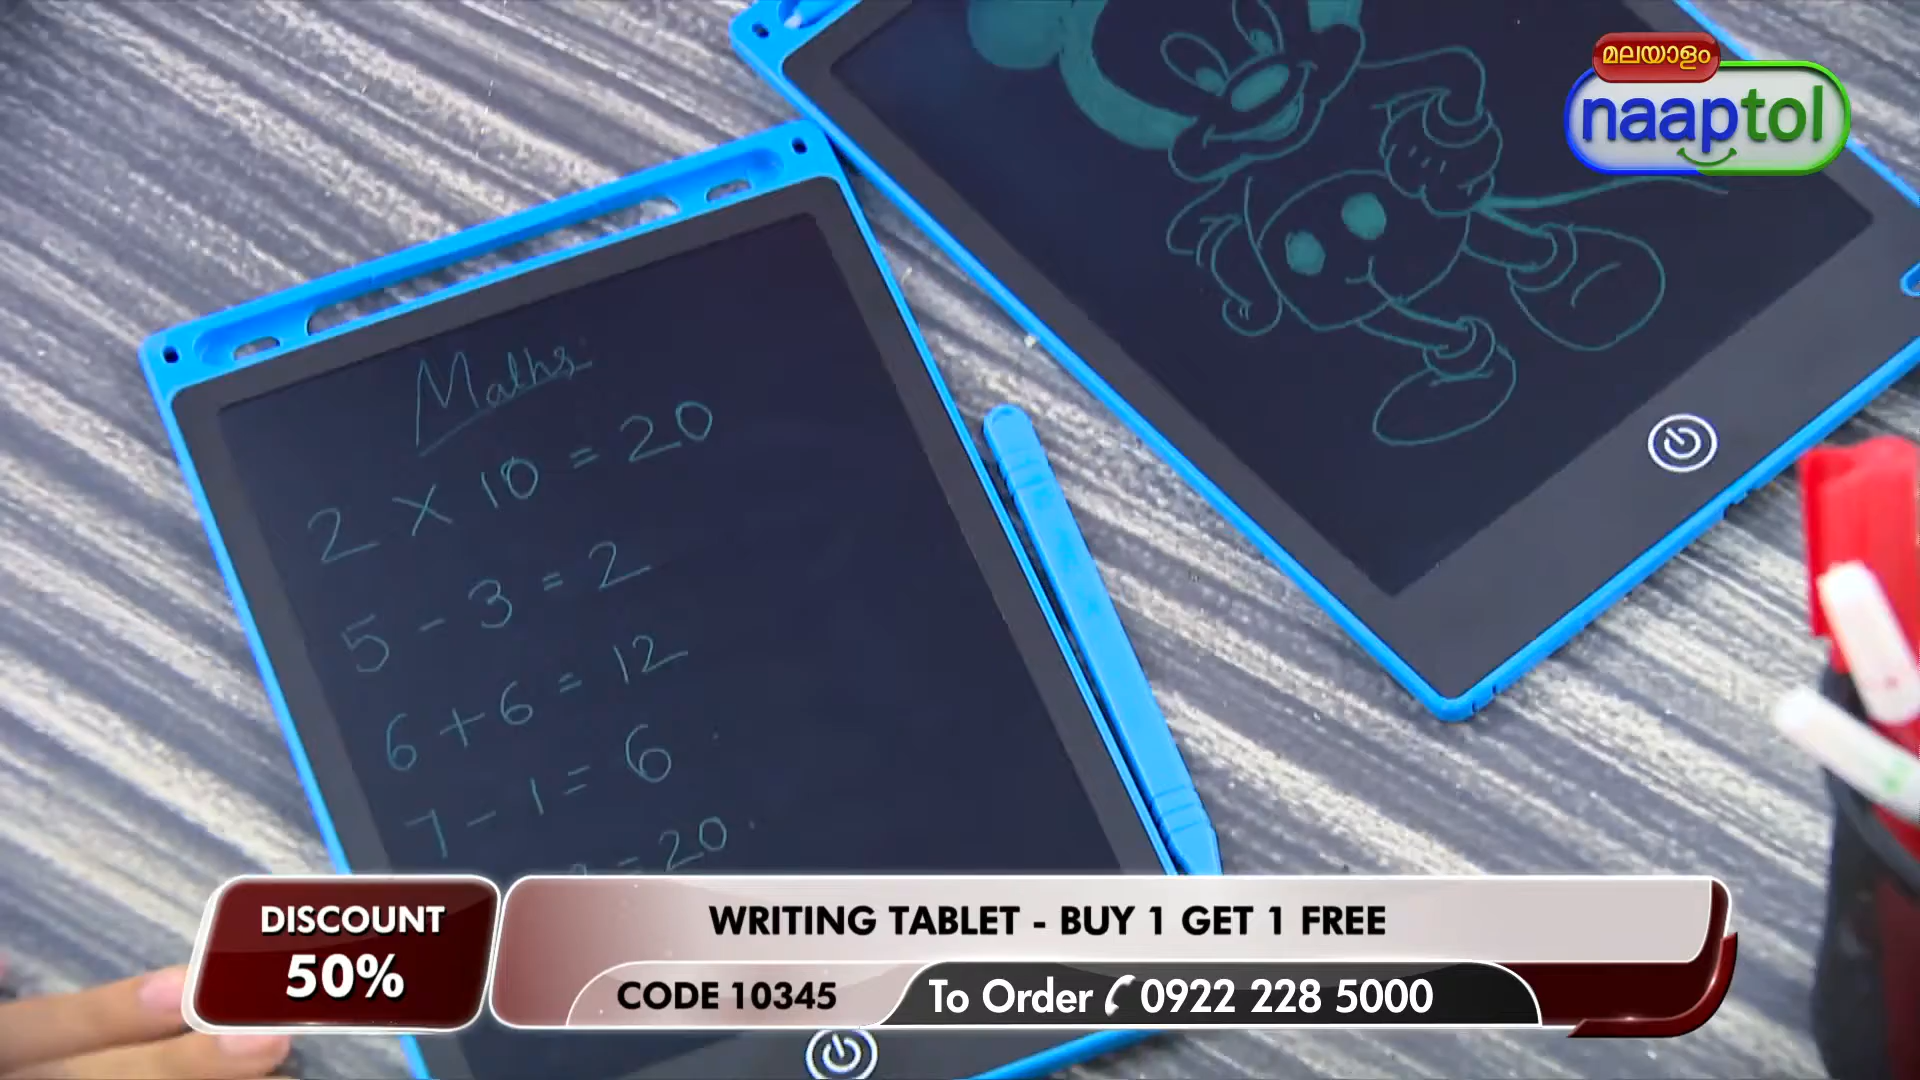 മലയാളം
naaptol
Maths
2 × 10 = 20
5 - 3 = 2
6 + 6 = 12
7 - 1 = 6
= 20
DISCOUNT
50%
WRITING TABLET - BUY 1 GET 1 FREE
CODE 10345
To Order 0922 228 5000